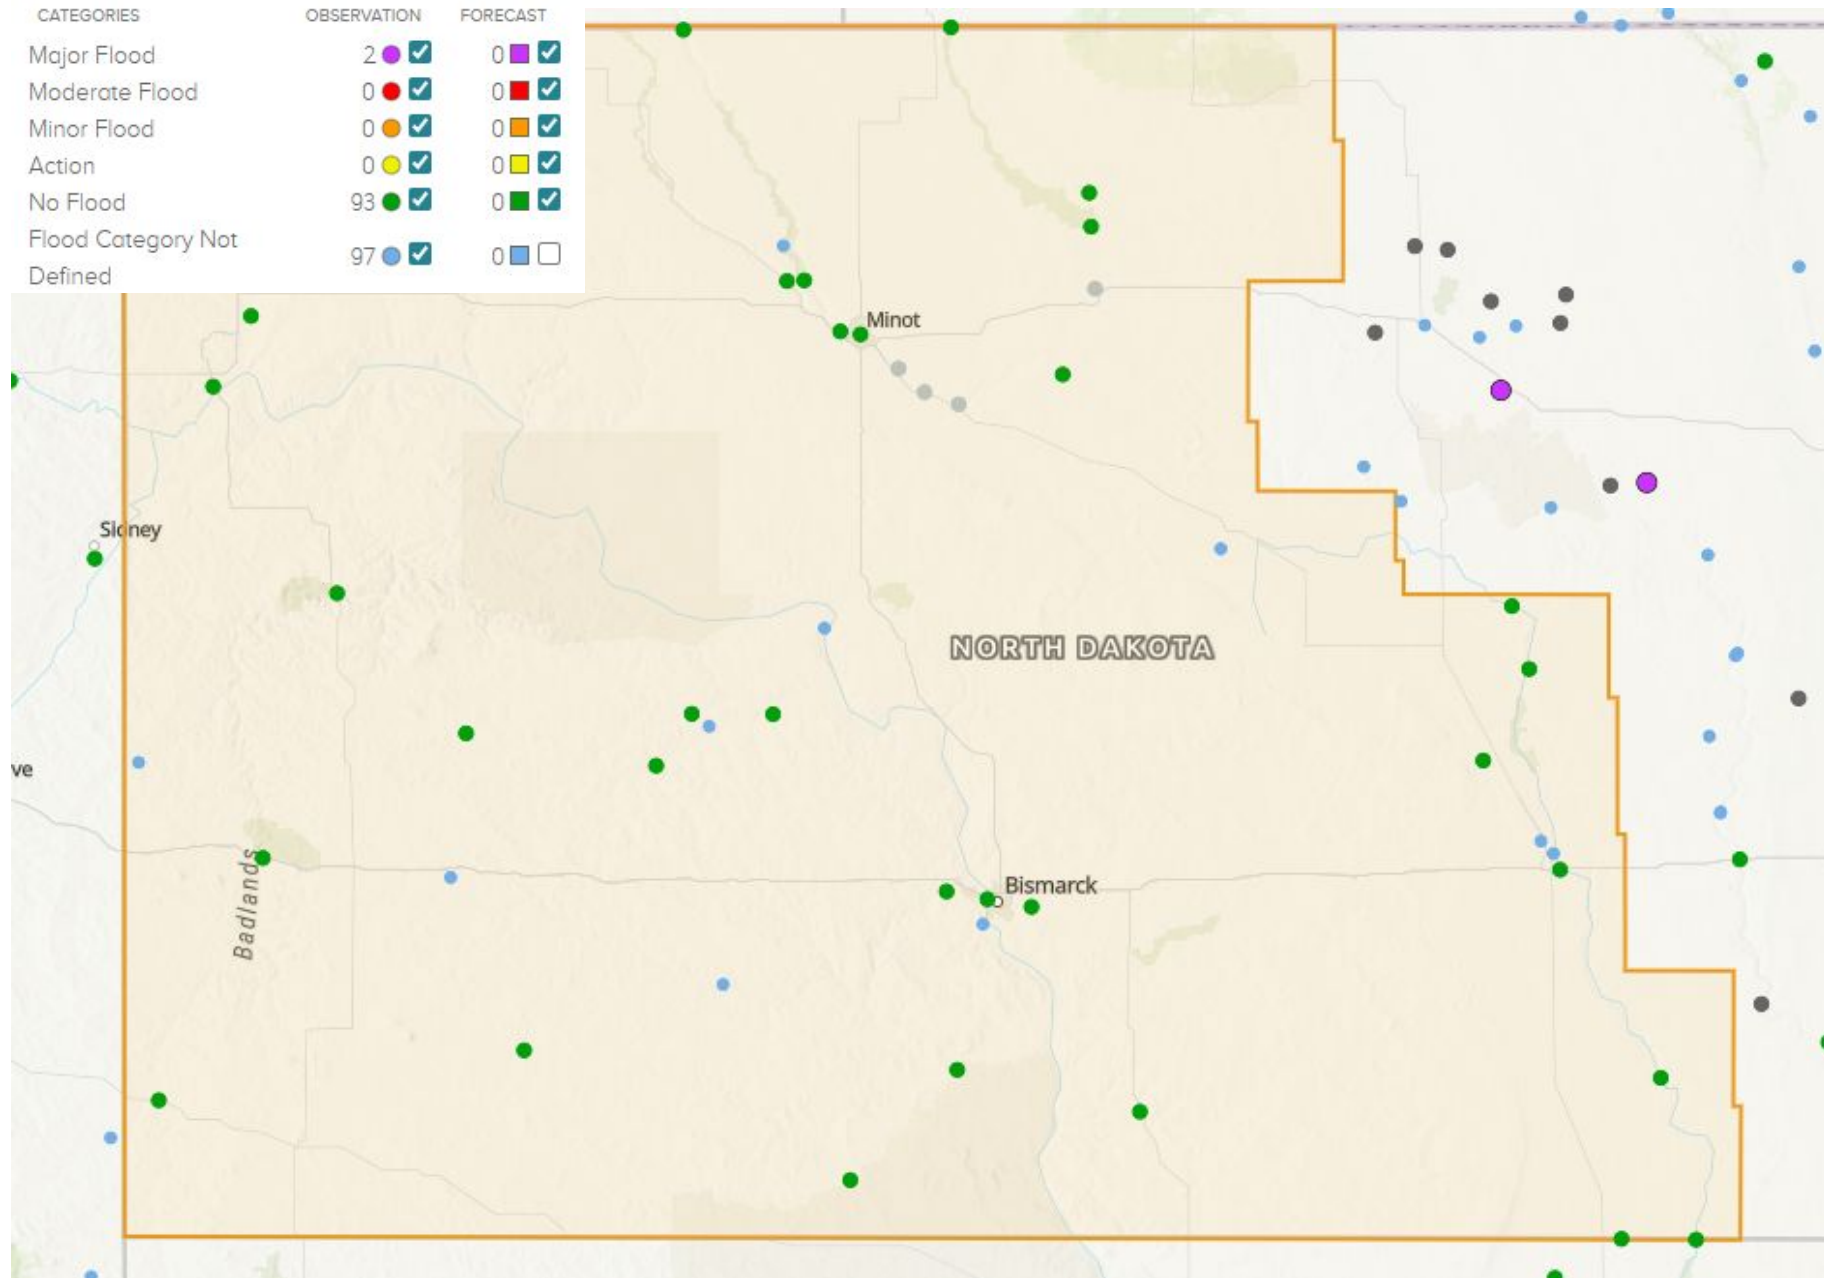 CATEGORIES OBSERVATION FORECAST
Major Flood 2 0
Moderate Flood 0 0
Minor Flood 0 0
Action 0 0
No Flood 93 0
Flood Category Not
Defined 97 0
Minot
Sidney
NORTH DAKOTA
ve
Badlands
Bismarck